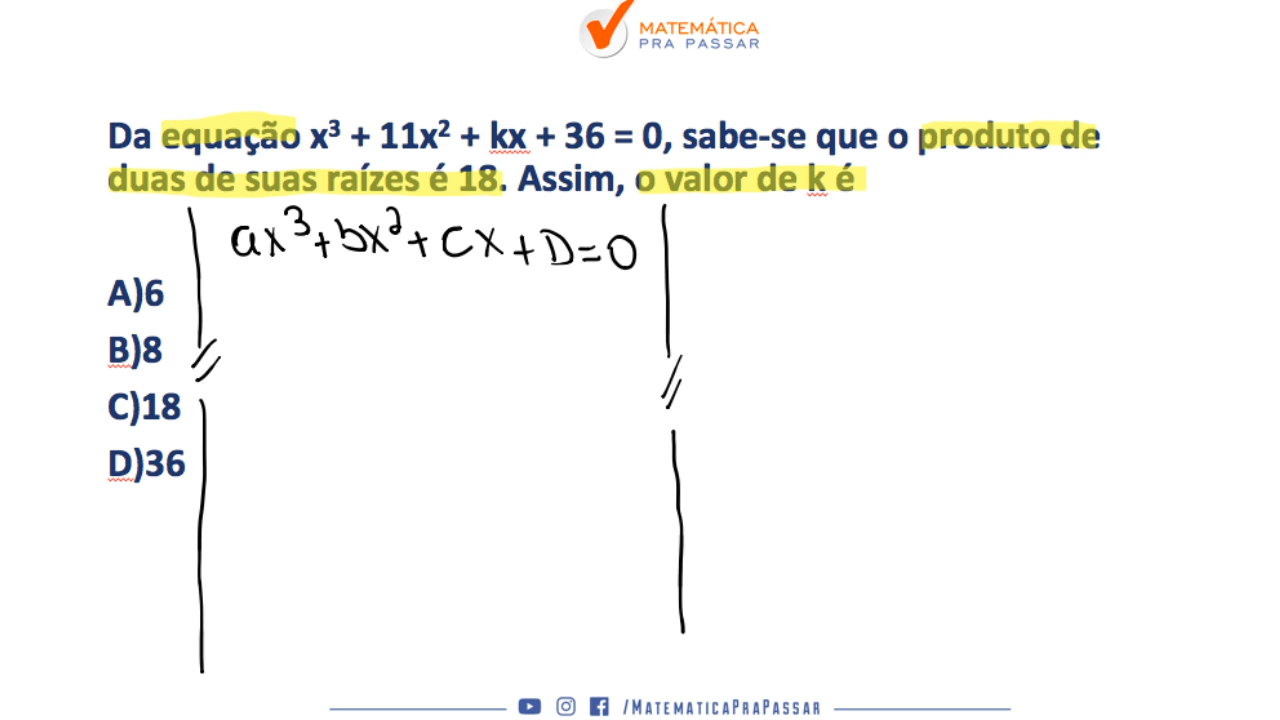 MATEMÁTICA
PRA PASSAR
Da equação x³ + 11x² + kx + 36 = 0, sabe-se que o produto de
duas de suas raízes é 18. Assim, o valor de k é
ax³+bx²+cx+D=0
A)6
B)8
C)18
D)36
/MATEMATICAPRAPASSAR